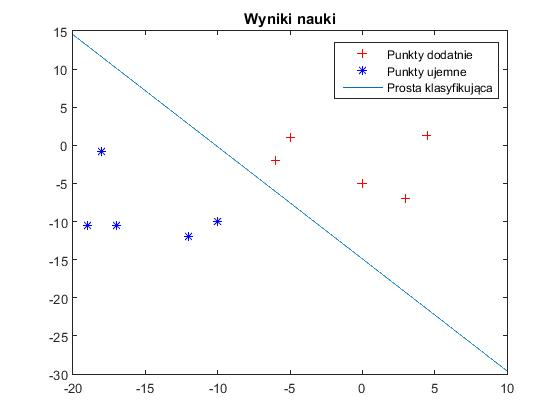 Wyniki nauki
Punkty dodatnie
Punkty ujemne
Prosta klasyfikująca
15
10
5
0
-5
-10
-15
-20
-25
-30
-20 -15 -10 -5 0 5 10